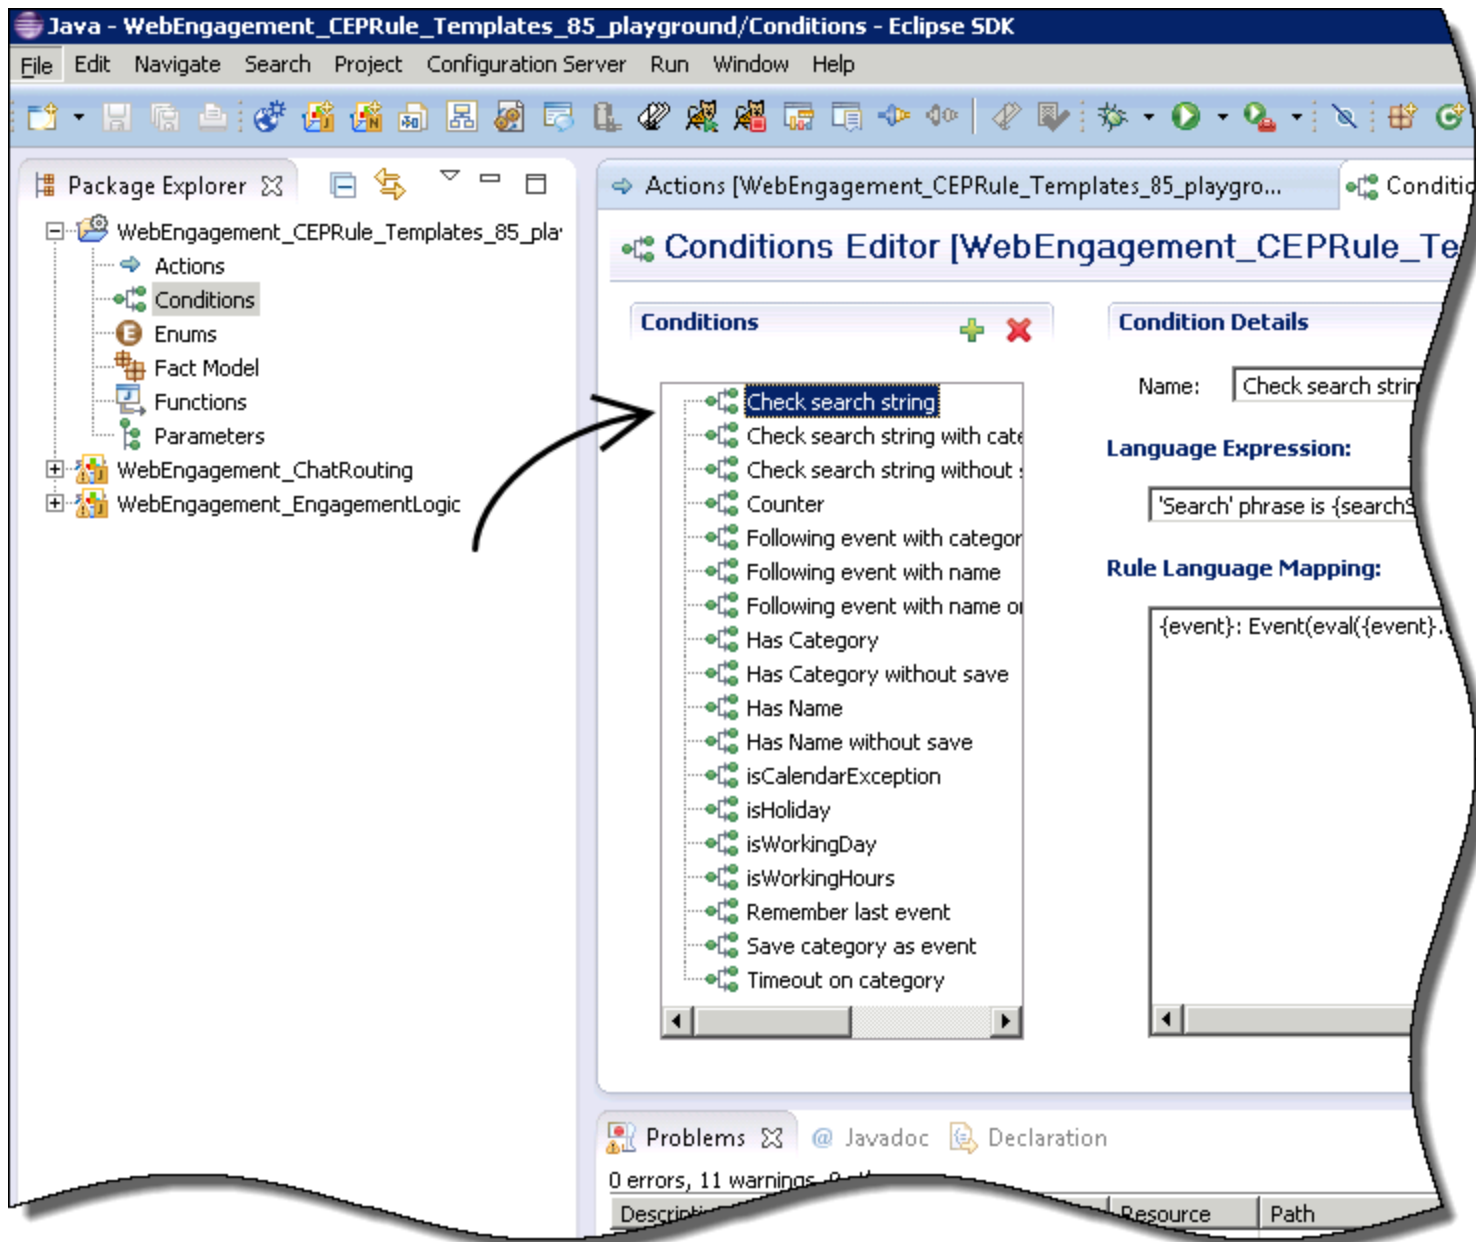 Java - WebEngagement_CEPRule_Templates_85_playground/Conditions - Eclipse SDK
File Edit Navigate Search Project Configuration Server Run Window Help
Package Explorer
WebEngagement_CEPRule_Templates_85_pla
Actions
Conditions
Enums
Fact Model
Functions
Parameters
WebEngagement_ChatRouting
WebEngagement_EngagementLogic
Actions [WebEngagement_CEPRule_Templates_85_playgro...
Conditic
Conditions Editor [WebEngagement_CEPRule_Te
Conditions
Check search string
Check search string with cate
Check search string without
Counter
Following event with categor
Following event with name
Following event with name or
Has Category
Has Category without save
Has Name
Has Name without save
isCalendarException
isHoliday
isWorkingDay
isWorkingHours
Remember last event
Save category as event
Timeout on category
Condition Details
Name: Check search strin
Language Expression:
'Search' phrase is {searchS
Rule Language Mapping:
{event}: Event(eval({event}.
Problems @ Javadoc Declaration
0 errors, 11 warnings, 0
Descripti Resource Path